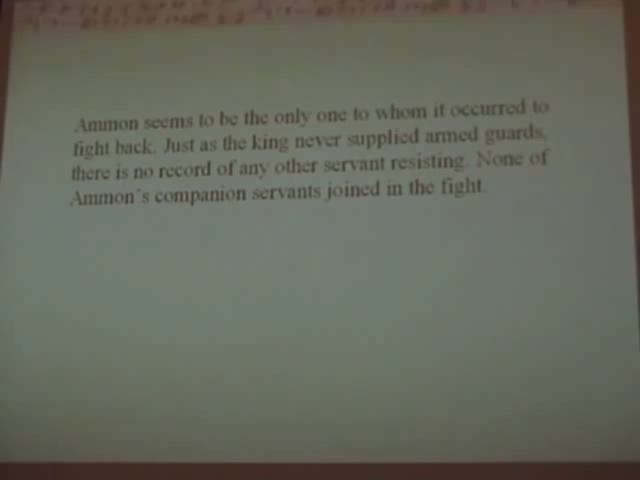 Ammon seems to be the only one to whom it occurred to
fight back. Just as the king never supplied armed guards,
there is no record of any other servant resisting. None of
Ammon's companion servants joined in the fight.